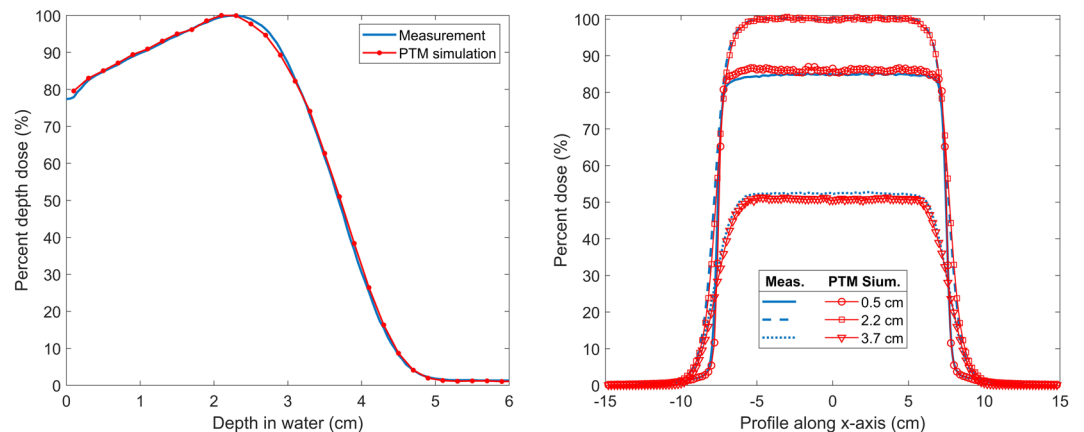 100
90
80
70
60
50
40
30
20
10
0
Percent depth dose (%)
Measurement
PTM simulation
0 1 2 3 4 5 6
Depth in water (cm)
100
90
80
70
60
50
40
30
20
10
0
Percent dose (%)
Meas. PTM Sium.
0.5 cm
2.2 cm
3.7 cm
-15 -10 -5 0 5 10 15
Profile along x-axis (cm)